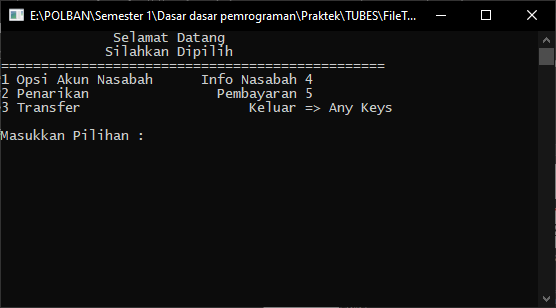 E:\POLBAN\Semester 1\Dasar dasar pemrograman\Praktek\TUBES\FileT...
Selamat Datang
Silahkan Dipilih
================================================
1 Opsi Akun Nasabah      Info Nasabah 4
2 Penarikan                Pembayaran 5
3 Transfer                     Keluar => Any Keys
Masukkan Pilihan :